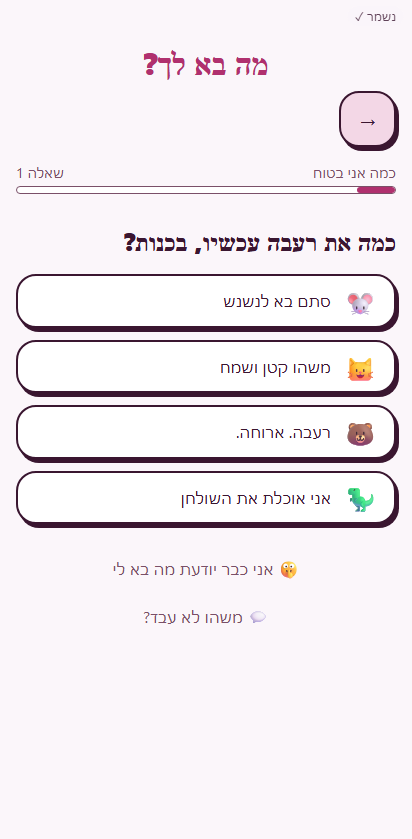 נשמר ✓
מה בא לך?
→
כמה אני בטוח
שאלה 1
כמה את רעבה עכשיו, בכנות?
סתם בא לנשנש
משהו קטן ושמח
רעבה. ארוחה.
אני אוכלת את השולחן
אני כבר יודעת מה בא לי
משהו לא עבד?